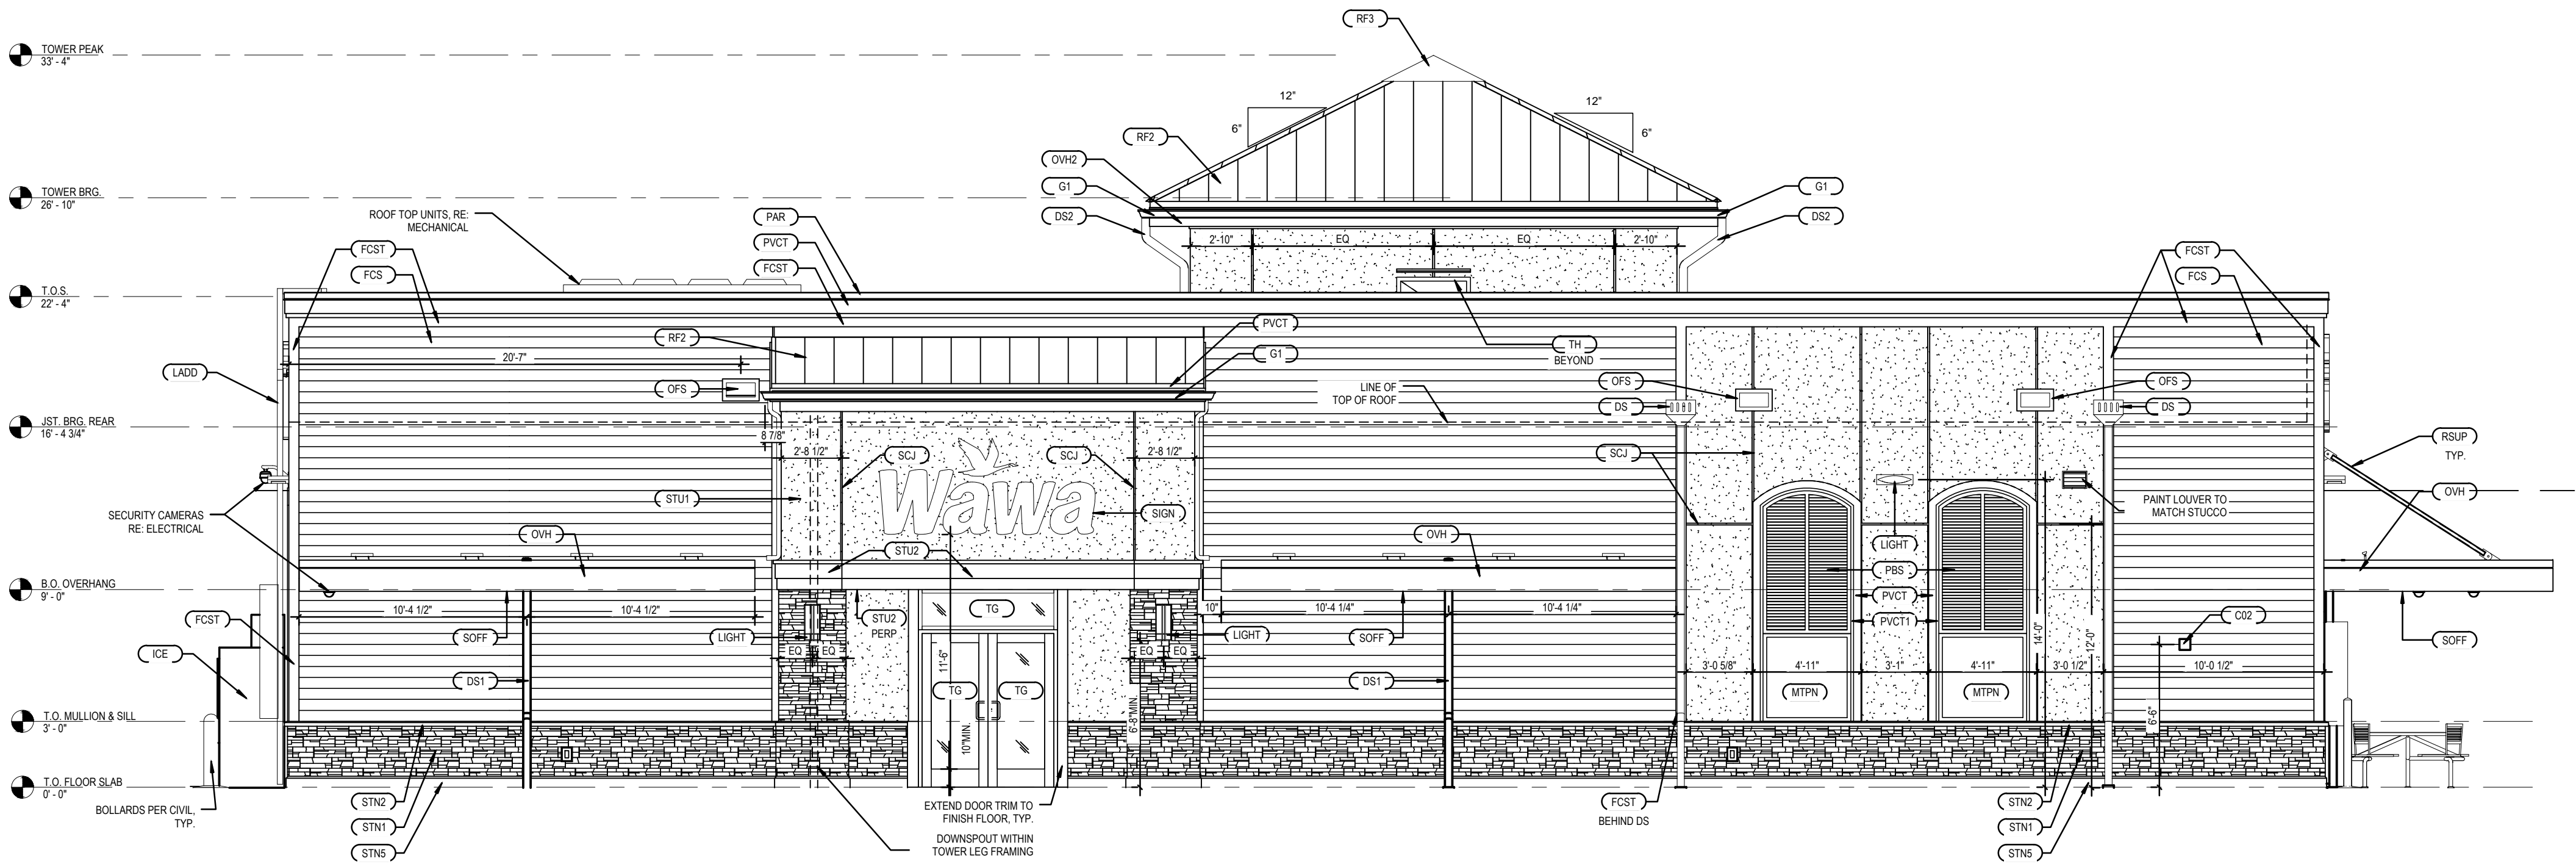 RF3
TOWER PEAK
33' - 4"
12"
12"
6"
6"
RF2
OVH2
G1
G1
TOWER BRG.
26' - 10"
DS2
DS2
ROOF TOP UNITS, RE:
MECHANICAL
PAR
PVCT
FCST
2'-10"
EQ
EQ
2'-10"
FCST
FCS
FCST
FCS
T.O.S.
22' - 4"
PVCT
RF2
G1
TH
BEYOND
20'-7"
LADD
OFS
LINE OF
TOP OF ROOF
OFS
OFS
DS
DS
JST. BRG. REAR
16' - 4 3/4"
8 7/8"
2'-8 1/2"
SCJ
SCJ
2'-8 1/2"
SCJ
RSUP
TYP.
STU1
Wawa
SIGN
PAINT LOUVER TO
MATCH STUCCO
OVH
SECURITY CAMERAS
RE: ELECTRICAL
OVH
STU2
OVH
LIGHT
PBS
B.O. OVERHANG
9' - 0"
PVCT
PVCT1
10'-4 1/2"
10'-4 1/2"
TG
10"
10'-4 1/4"
10'-4 1/4"
FCST
STU2
PERP
C02
SOFF
LIGHT
LIGHT
SOFF
SOFF
14'-0"
12'-0"
ICE
EQ
EQ
EQ
EQ
11'-6"
3'-0 5/8"
4'-11"
3'-1"
4'-11"
3'-0 1/2"
10'-0 1/2"
DS1
TG
TG
DS1
MTPN
MTPN
T.O. MULLION & SILL
3' - 0"
10"MIN.
6'-8"MIN.
6'-6"
T.O. FLOOR SLAB
0' - 0"
BOLLARDS PER CIVIL,
TYP.
STN2
STN1
STN5
EXTEND DOOR TRIM TO
FINISH FLOOR, TYP.
DOWNSPOUT WITHIN
TOWER LEG FRAMING
FCST
BEHIND DS
STN2
STN1
STN5